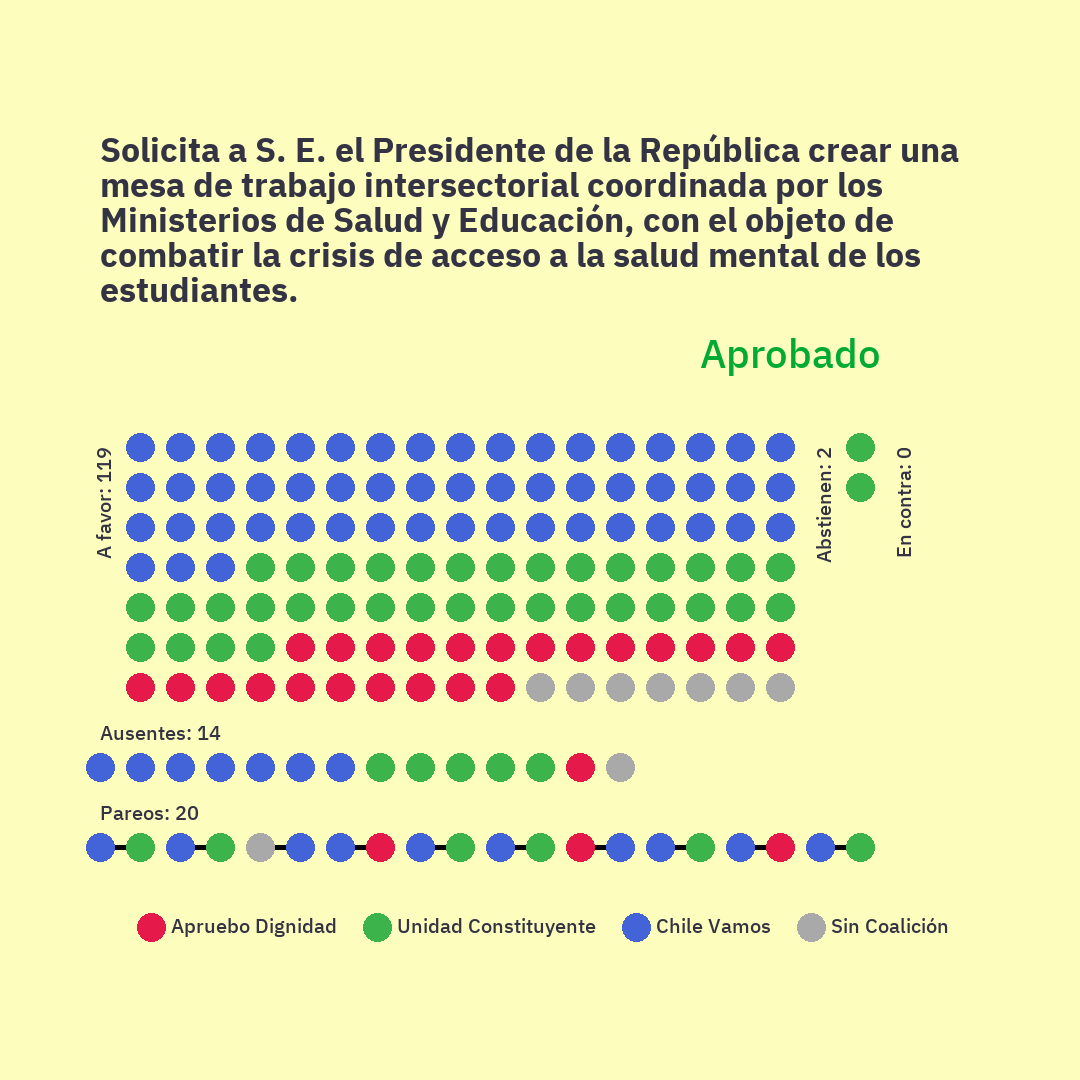 Solicita a S. E. el Presidente de la República crear una
mesa de trabajo intersectorial coordinada por los
Ministerios de Salud y Educación, con el objeto de
combatir la crisis de acceso a la salud mental de los
estudiantes.
Aprobado
A favor: 119
Abstienen: 2
En contra: 0
Ausentes: 14
Pareos: 20
Apruebo Dignidad
Unidad Constituyente
Chile Vamos
Sin Coalición